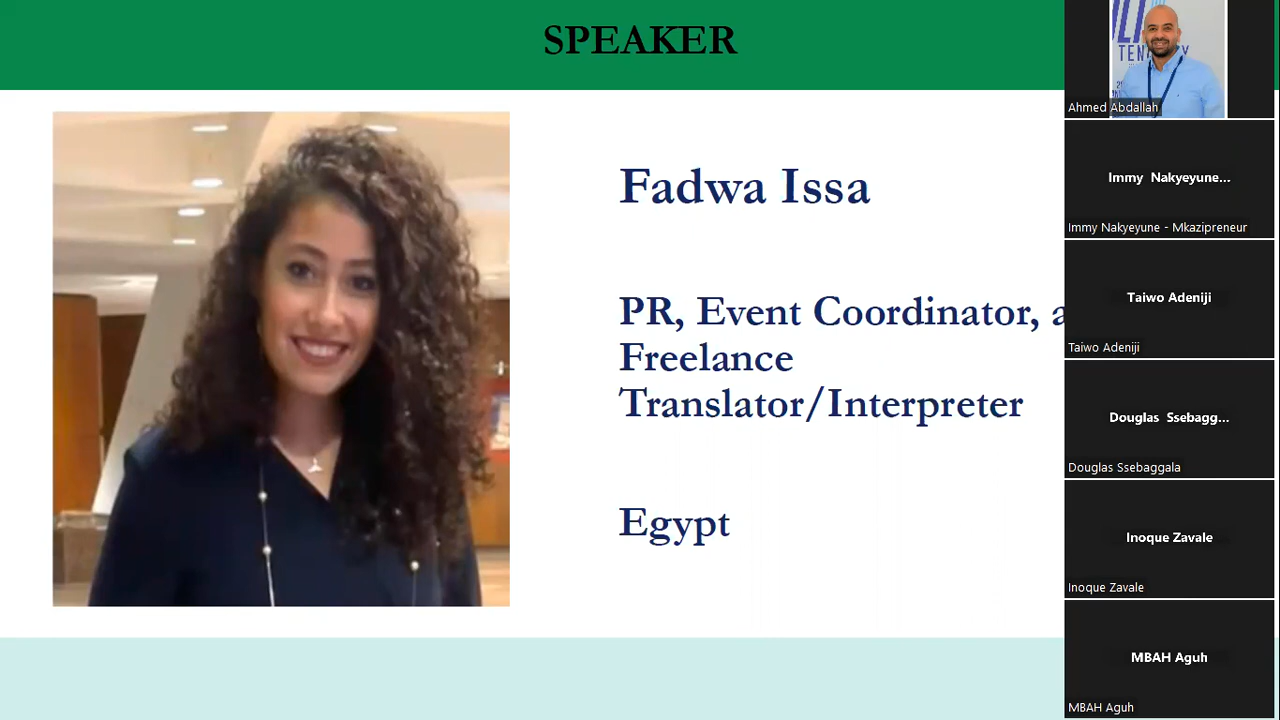 SPEAKER
Fadwa Issa
PR, Event Coordinator, a
Freelance
Translator/Interpreter
Egypt
TEN
Y
Ahmed Abdallah
Immy Nakyeyune...
Immy Nakyeyune - Mkazipreneur
Taiwo Adeniji
Taiwo Adeniji
Douglas Ssebagg...
Douglas Ssebaggala
Inoque Zavale
Inoque Zavale
MBAH Aguh
MBAH Aguh